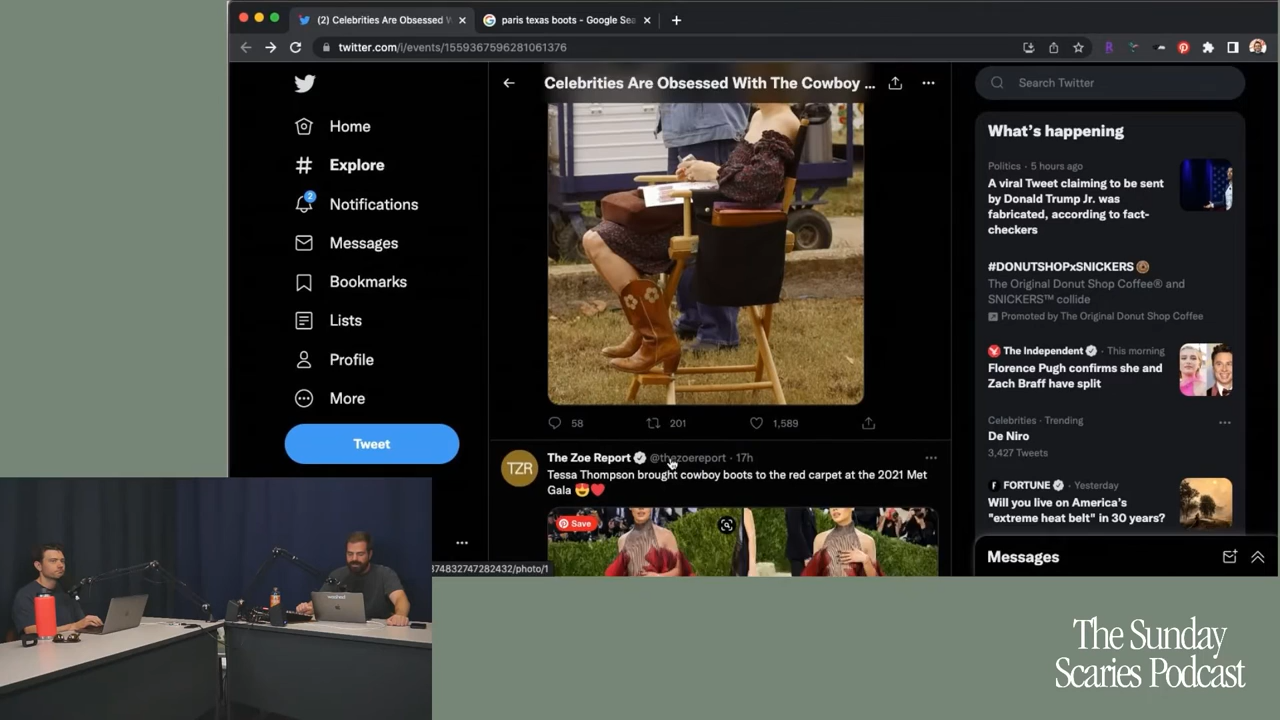 (2) Celebrities Are Obsessed W
paris texas boots - Google Sea
twitter.com/i/events/1559367596281061376
Celebrities Are Obsessed With The Cowboy ...
Search Twitter
Home
Explore
2
Notifications
Messages
Bookmarks
Lists
Profile
More
Tweet
58
201
1,589
The Zoe Report @thezoereport · 17h
TZR
Tessa Thompson brought cowboy boots to the red carpet at the 2021 Met
Gala 😍❤️
Save
374832747282432/photo/1
What's happening
Politics · 5 hours ago
A viral Tweet claiming to be sent
by Donald Trump Jr. was
fabricated, according to fact-
checkers
#DONUTSHOPxSNICKERS
The Original Donut Shop Coffee® and
SNICKERS™ collide
Promoted by The Original Donut Shop Coffee
The Independent · This morning
Florence Pugh confirms she and
Zach Braff have split
Celebrities · Trending
De Niro
3,427 Tweets
FORTUNE · Yesterday
Will you live on America's
"extreme heat belt" in 30 years?
Messages
washed
The Sunday
Scaries Podcast